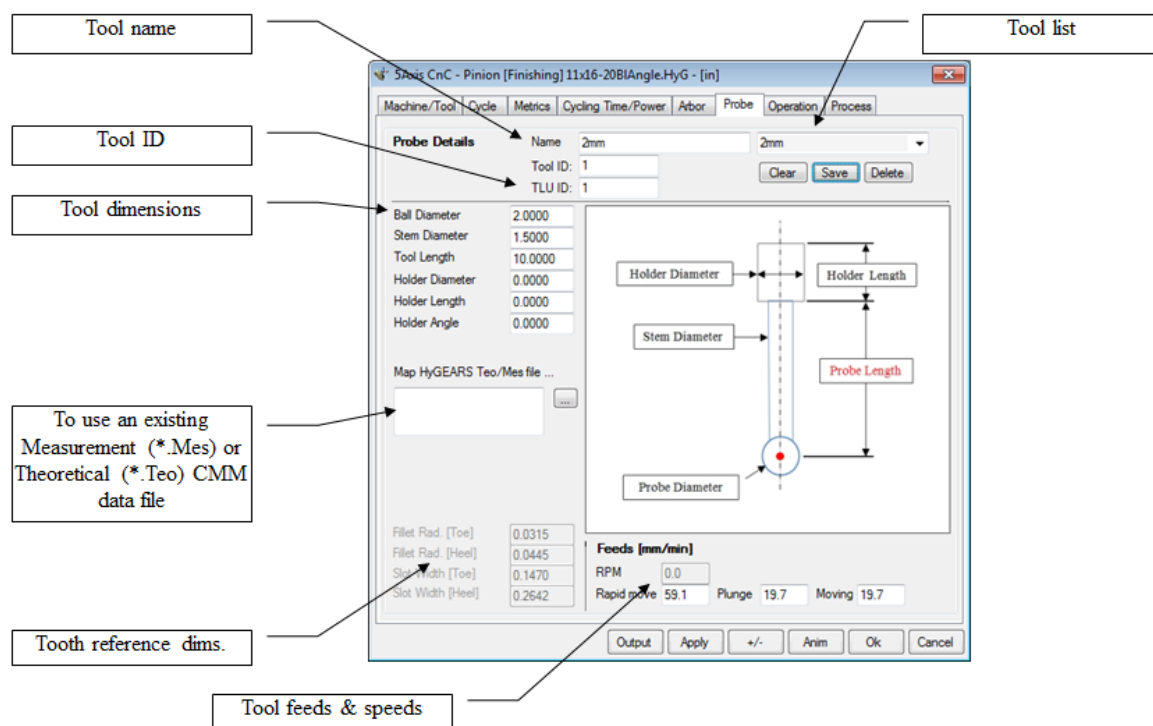 Tool name
Tool list
5Axis CnC - Pinion [Finishing] 11x16-20BlAngle.HyG - [in]
Machine/Tool Cycle Metrics Cycling Time/Power Arbor Probe Operation Process
Tool ID
Probe Details Name 2mm 2mm
Tool ID: 1 Clear Save Delete
TLU ID: 1
Tool dimensions
Ball Diameter 2.0000
Stem Diameter 1.5000
Tool Length 10.0000
Holder Diameter 0.0000
Holder Length 0.0000
Holder Angle 0.0000
Holder Diameter Holder Length
Stem Diameter
Probe Length
Probe Diameter
Map HyGEARS Teo/Mes file ...
...
To use an existing
Measurement (*.Mes) or
Theoretical (*.Teo) CMM
data file
Fillet Rad. [Toe] 0.0315
Fillet Rad. [Heel] 0.0445
Slot Width [Toe] 0.1470
Slot Width [Heel] 0.2642
Feeds [mm/min]
RPM 0.0
Rapid move 59.1 Plunge 19.7 Moving 19.7
Tooth reference dims.
Output Apply +/- Anim Ok Cancel
Tool feeds & speeds